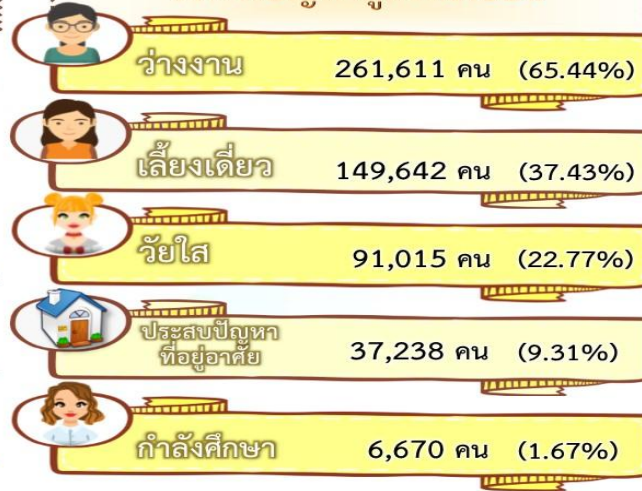 ว่างงาน 261,611 คน (65.44%)
เลี้ยงเดี่ยว 149,642 คน (37.43%)
วัยใส 91,015 คน (22.77%)
ประสบปัญหา
ที่อยู่อาศัย 37,238 คน (9.31%)
กำลังศึกษา 6,670 คน (1.67%)